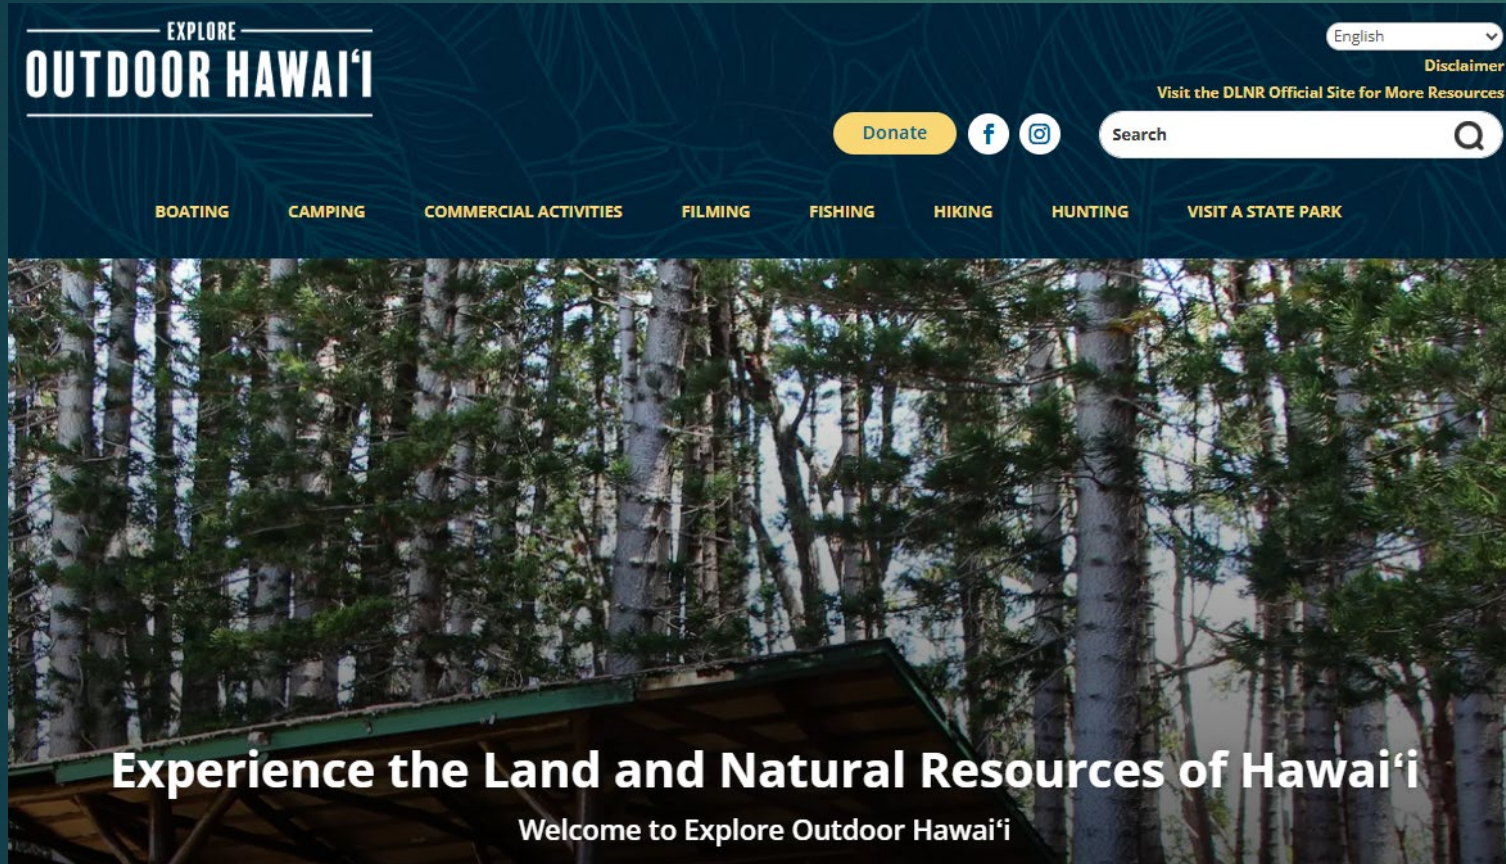 EXPLORE
OUTDOOR HAWAIʻI
English
Disclaimer
Visit the DLNR Official Site for More Resources
Donate
Search
BOATING CAMPING COMMERCIAL ACTIVITIES FILMING FISHING HIKING HUNTING VISIT A STATE PARK
Experience the Land and Natural Resources of Hawaiʻi
Welcome to Explore Outdoor Hawaiʻi